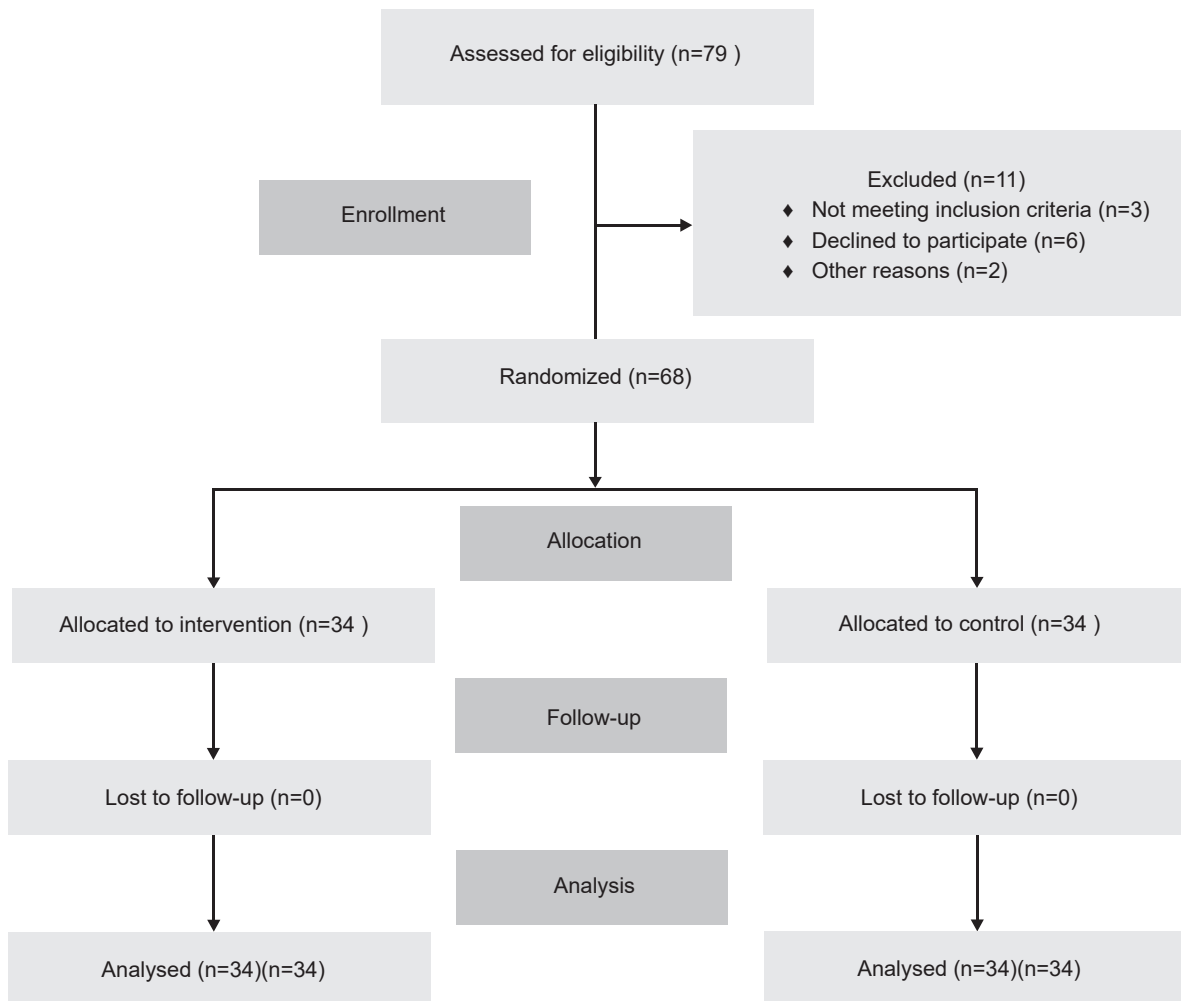 Assessed for eligibility (n=79 )
Enrollment
Excluded (n=11)
♦ Not meeting inclusion criteria (n=3)
♦ Declined to participate (n=6)
♦ Other reasons (n=2)
Randomized (n=68)
Allocation
Allocated to intervention (n=34 )
Allocated to control (n=34 )
Follow-up
Lost to follow-up (n=0)
Lost to follow-up (n=0)
Analysis
Analysed (n=34)(n=34)
Analysed (n=34)(n=34)